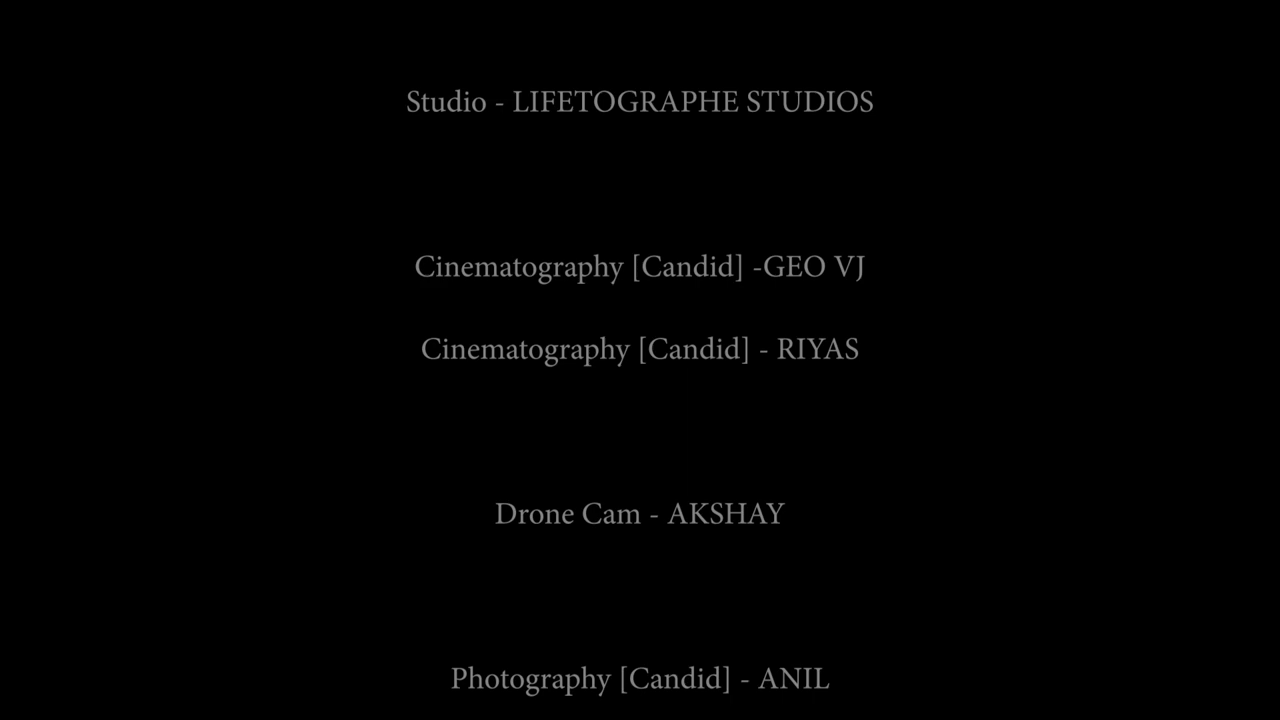 Studio - LIFETOGRAPHE STUDIOS
Cinematography [Candid] -GEO VJ
Cinematography [Candid] - RIYAS
Drone Cam - AKSHAY
Photography [Candid] - ANIL